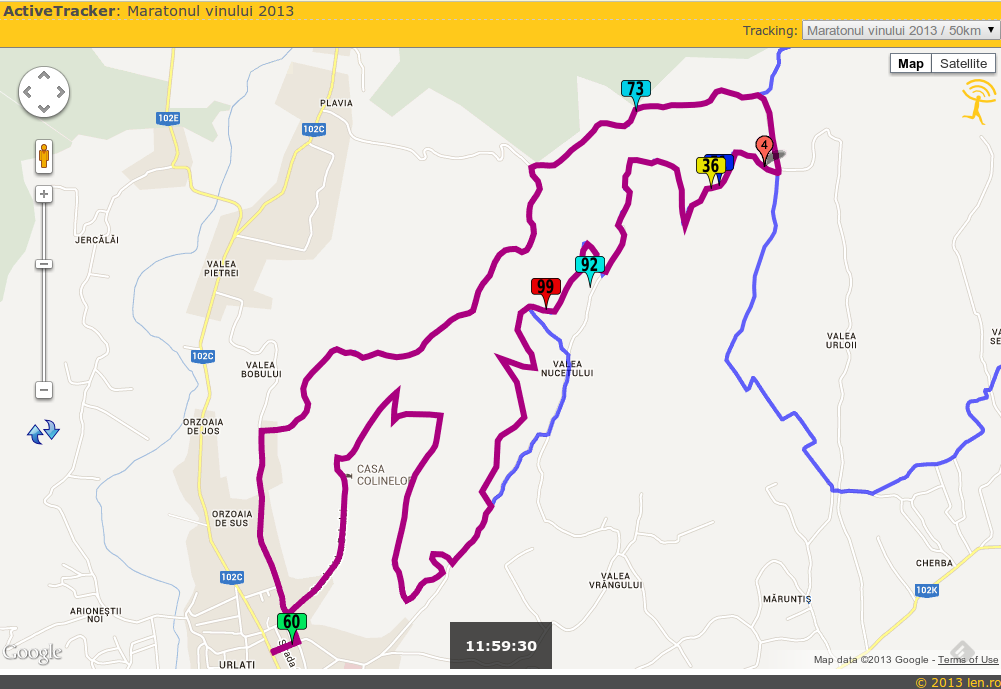 ActiveTracker: Maratonul vinului 2013
Tracking: Maratonul vinului 2013 / 50km
Map Satellite
73
PLAVIA
102E
102C
4
36
JERCĂLĂI
VALEA
PIETREI
92
99
VALEA
URLOII
102C
VALEA
BOBULUI
VALEA
NUCETULUI
ORZOAIA
DE JOS
CASA
COLINELOR
ORZOAIA
DE SUS
102C
VALEA
VRÂNGULUI
CHERBA
102K
MĂRUNȚIȘ
ARIONEȘTII
NOI
60
11:59:30
Google
URLATI
Map data ©2013 Google - Terms of Use
© 2013 len.ro